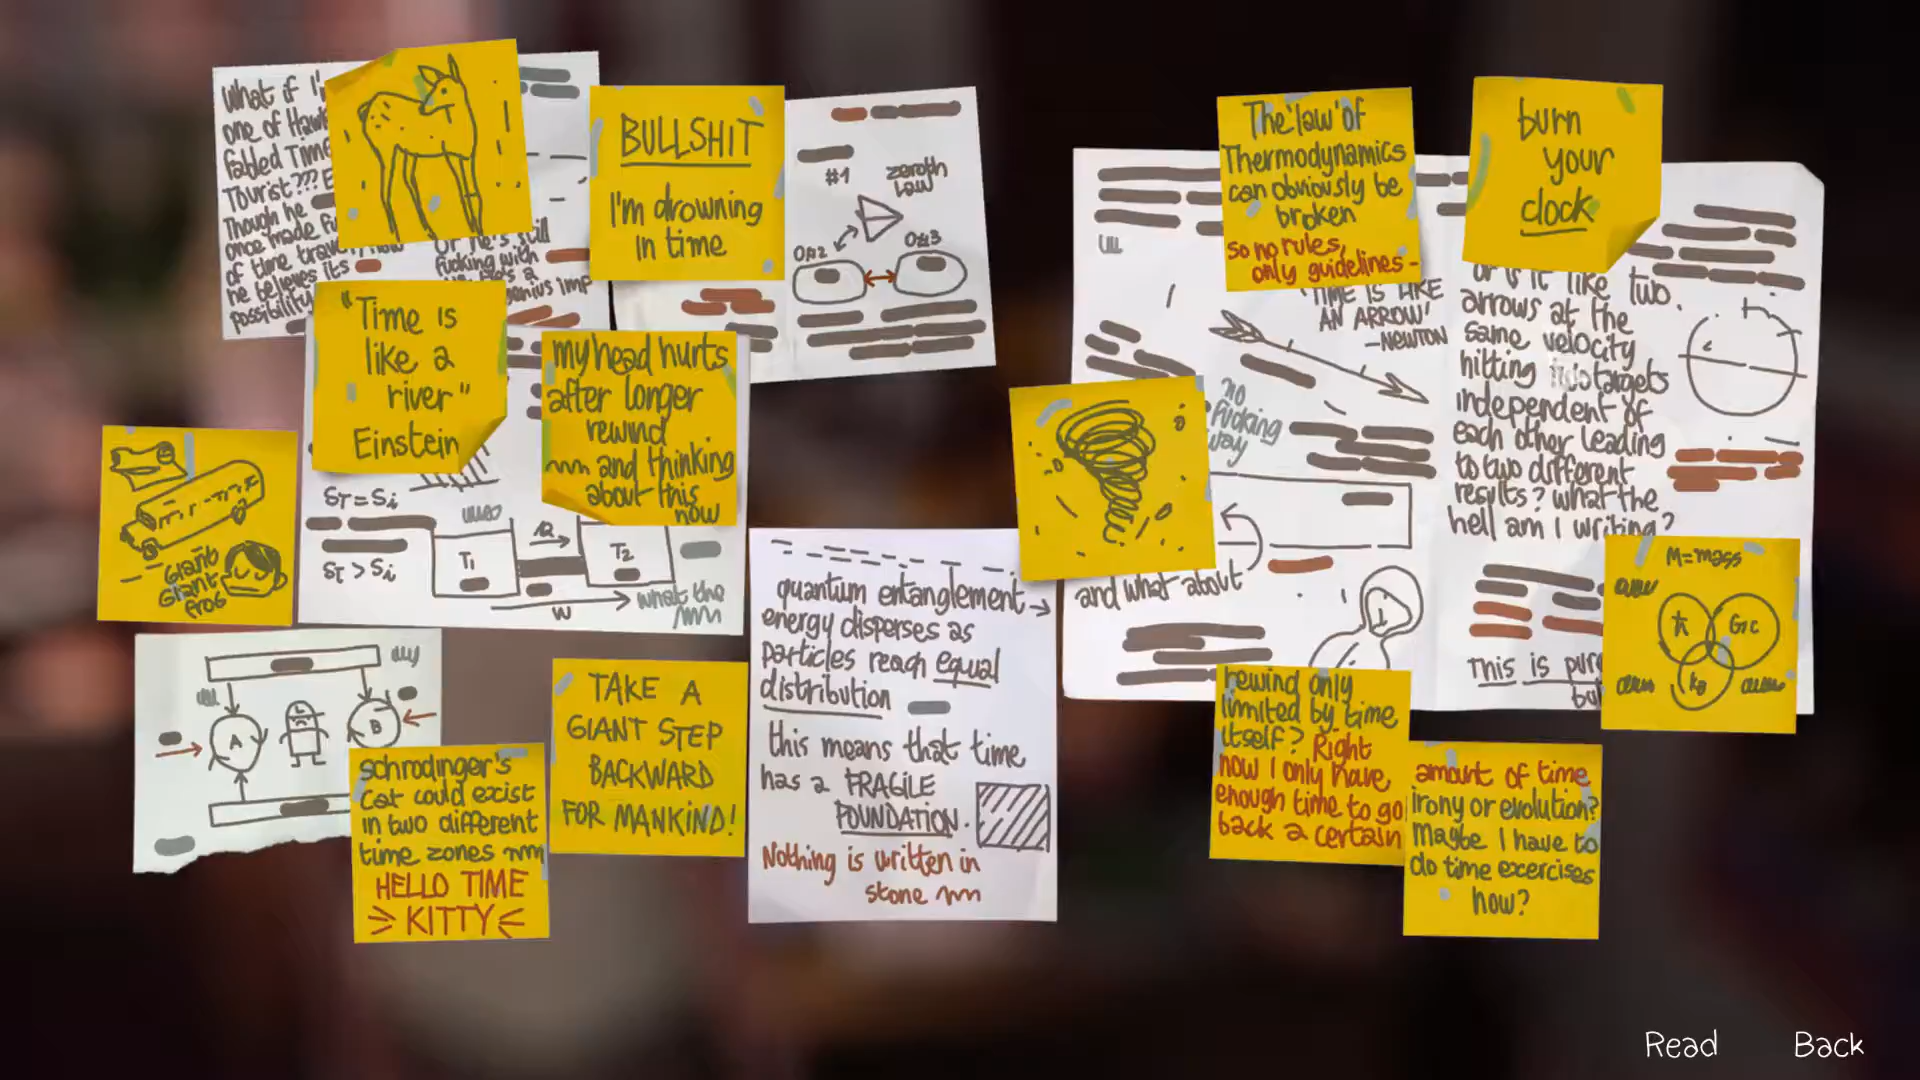 What if I'
one of Haw
fabled Time
Tourist??? E
Though he
once made fu
of time trave
he believes its
possibility
or he's still
fucking with
genius imp
BULLSHIT
I'm drowning
in time
#1
zeroth
law
"Time is
like a
river"
Einstein
my head hurts
after longer
rewind
and thinking
about this
now
GIANT
GIANT
FROG
ST=Si
ST>Si
T1
T2
W
what the
A
B
schrodinger's
cat could exist
in two different
time zones
HELLO TIME
KITTY
TAKE A
GIANT STEP
BACKWARD
FOR MANKIND!
quantum entanglement
energy disperses as
particles reach equal
distribution
this means that time
has a FRAGILE
FOUNDATION.
Nothing is written in
stone
The 'law' of
Thermodynamics
can obviously be
broken
so no rules,
only guidelines-
'TIME IS LIKE
AN ARROW'
-NEWTON
no
fucking
way
and what about
burn
your
clock
or is it like two
arrows at the
same velocity
hitting targets
independent of
each other leading
to two different
results? what the
hell am I writing?
This is pure
M=mass
ħ
G1c
kB
rewind only
limited by time
itself? Right
now I only have
enough time to go
back a certain
amount of time
irony or evolution?
Maybe I have to
do time exercises
now?
Read
Back